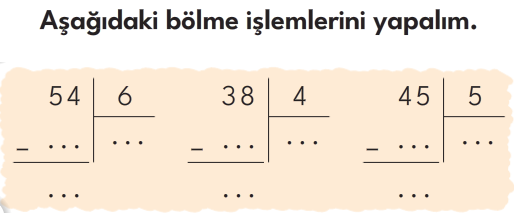 Aşağıdaki bölme işlemlerini yapalım.
54 6 38 4 45 5
– ... ... – ... ... – ... ...
... ... ...